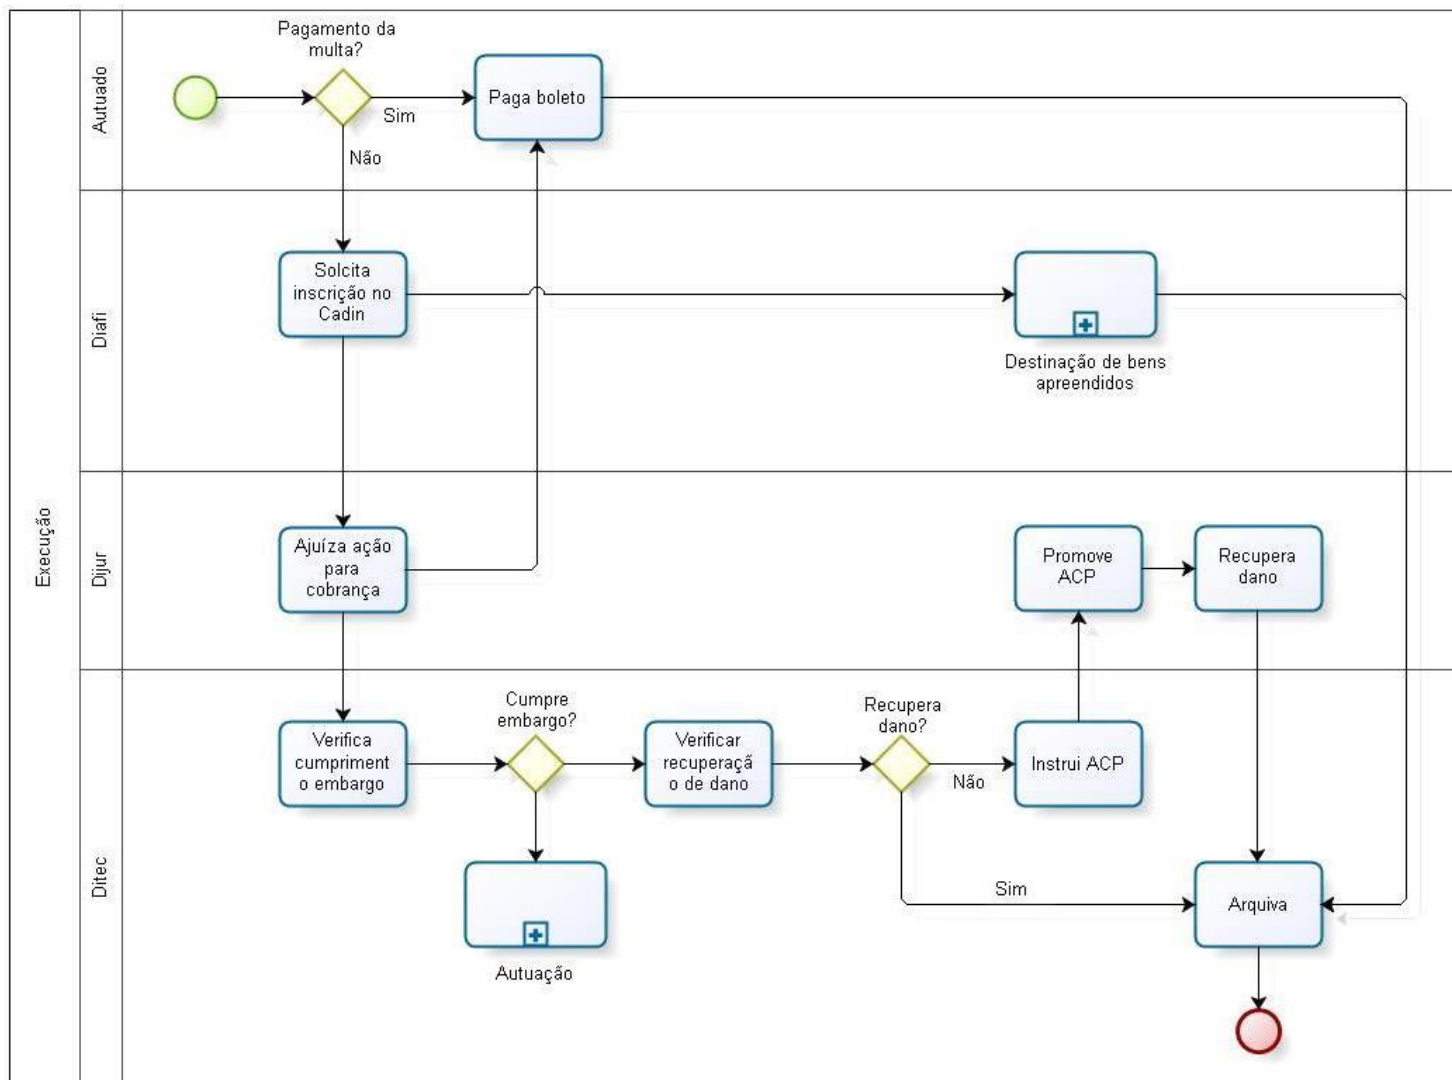 Execução
Autuado
Pagamento da
multa?
Sim
Não
Paga boleto
Diafi
Solcita
inscrição no
Cadin
Destinação de bens
apreendidos
Dijur
Ajuíza ação
para
cobrança
Promove
ACP
Recupera
dano
Ditec
Verifica
cumpriment
o embargo
Cumpre
embargo?
Autuação
Verificar
recuperaçã
o de dano
Recupera
dano?
Não
Sim
Instrui ACP
Arquiva